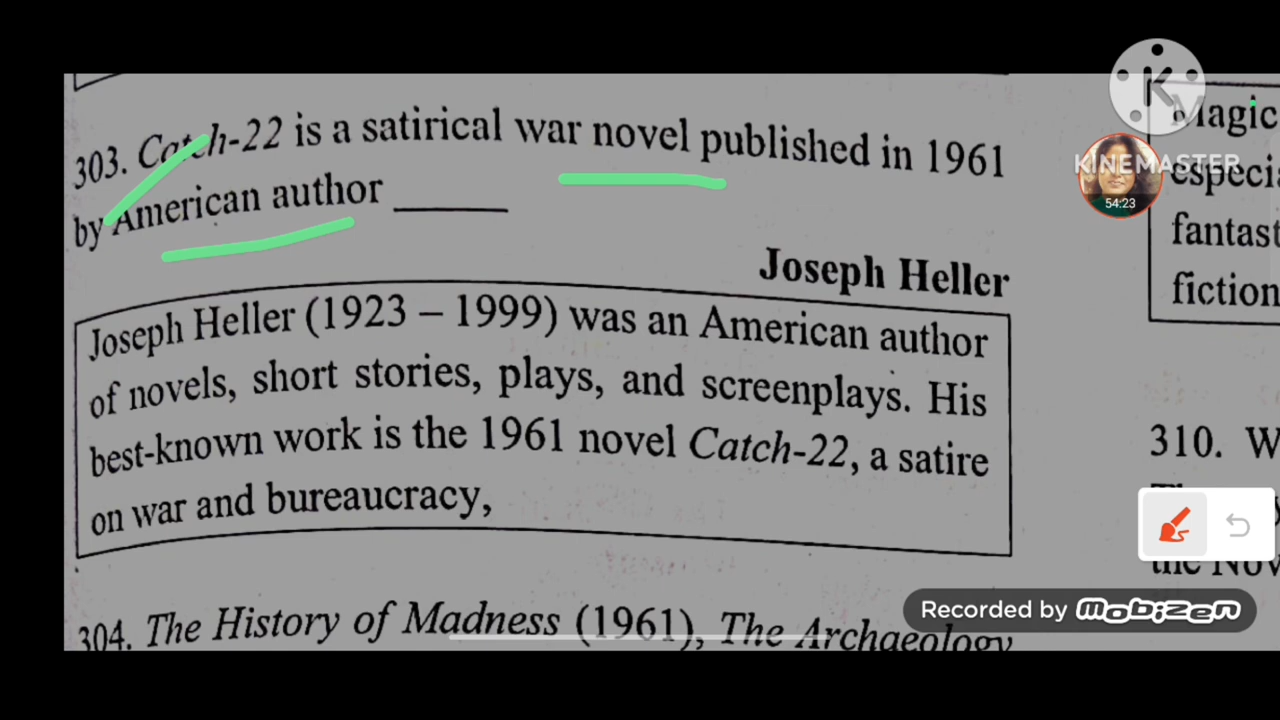 303. Catch-22 is a satirical war novel published in 1961
by American author ______
Joseph Heller
Joseph Heller (1923 – 1999) was an American author
of novels, short stories, plays, and screenplays. His
best-known work is the 1961 novel Catch-22, a satire
on war and bureaucracy,
304. The History of Madness (1961), The Archaeology
Magic
especia
fantast
fiction
310. W
the Nov
KINEMASTER
54:23
Recorded by mobizen